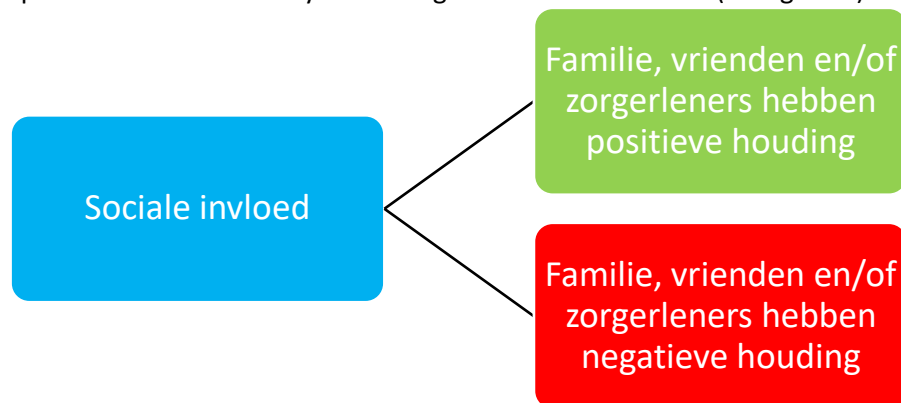 Familie, vrienden en/of
zorgerleners hebben
positieve houding
Sociale invloed
Familie, vrienden en/of
zorgerleners hebben
negatieve houding